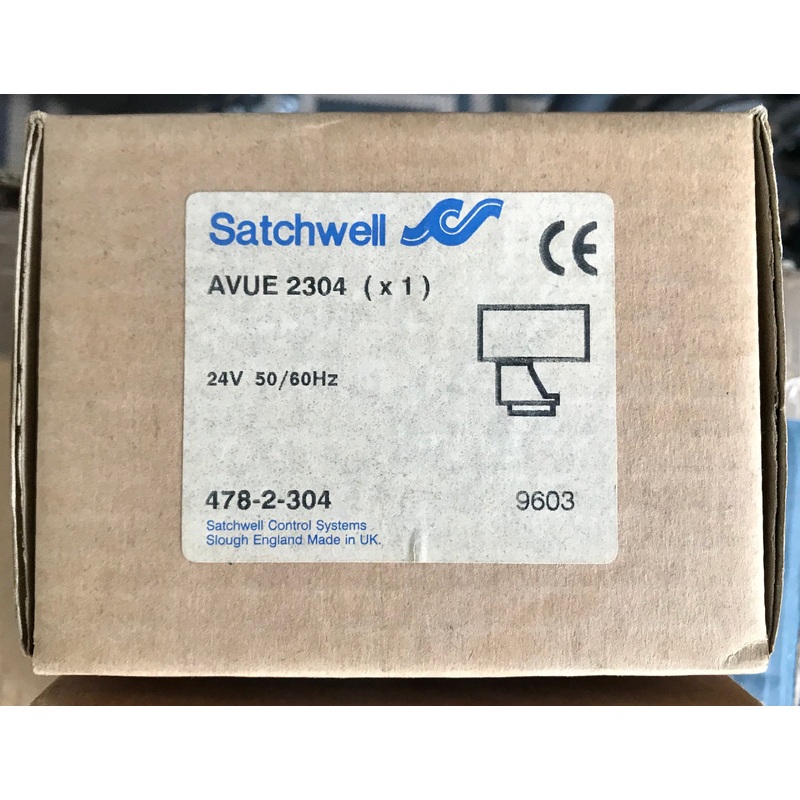 Satchwell
CE
AVUE 2304 ( x 1 )
24V 50/60Hz
478-2-304
9603
Satchwell Control Systems
Slough England Made in UK.